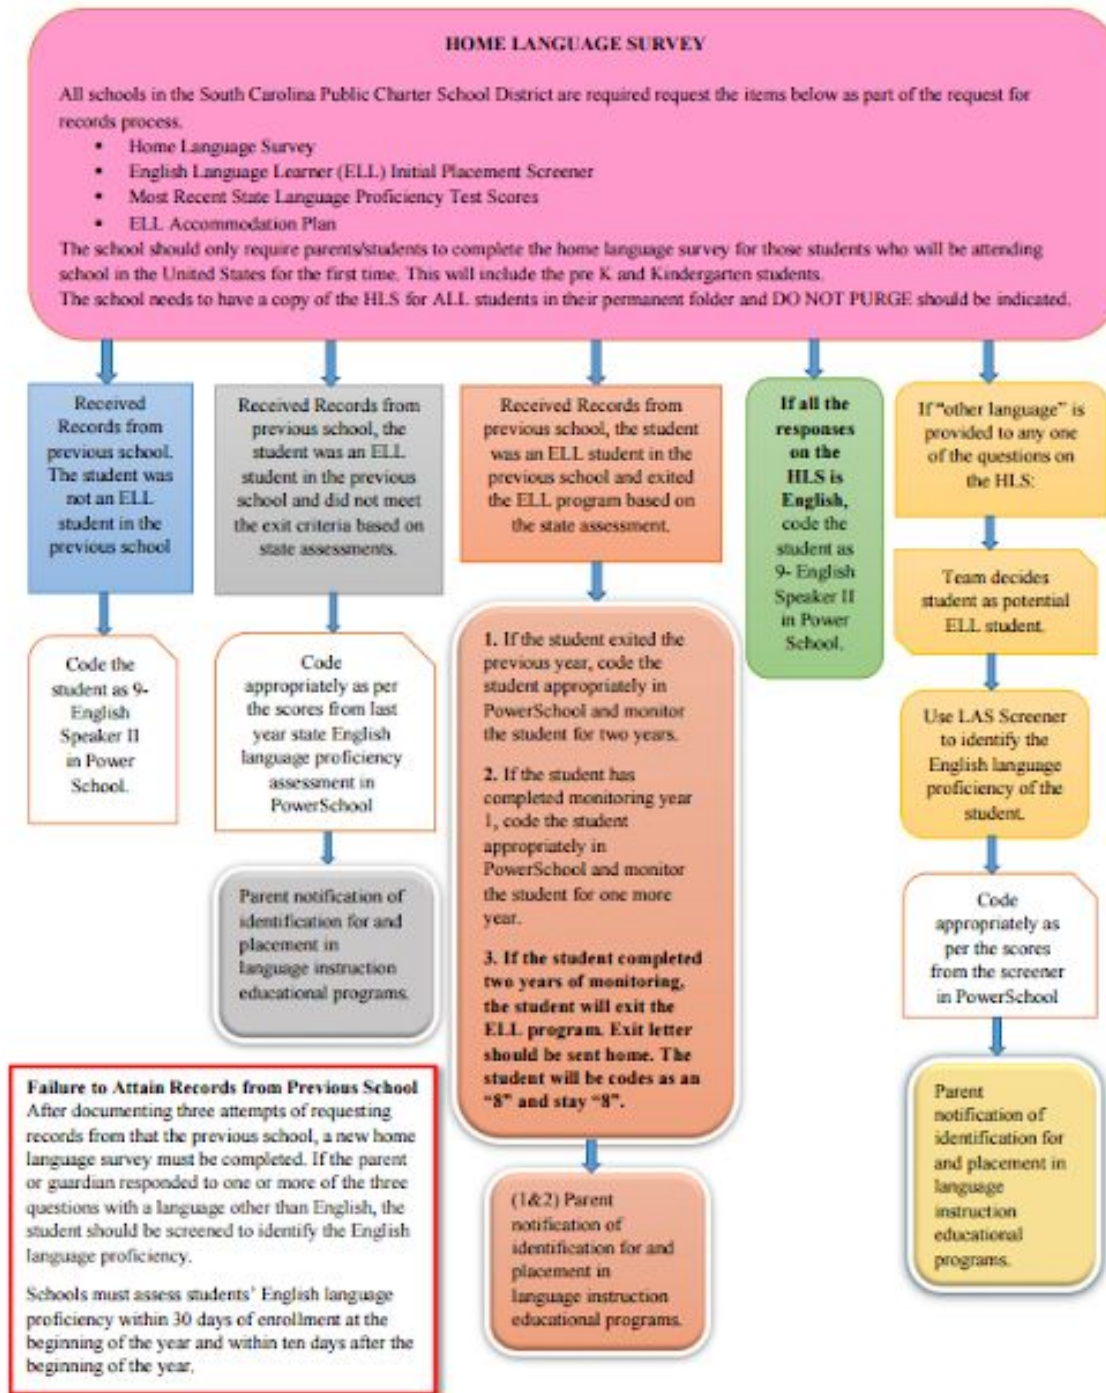 HOME LANGUAGE SURVEY
All schools in the South Carolina Public Charter School District are required request the items below as part of the request for
records process.
▪ Home Language Survey
▪ English Language Learner (ELL) Initial Placement Screener
▪ Most Recent State Language Proficiency Test Scores
▪ ELL Accommodation Plan
The school should only require parents/students to complete the home language survey for those students who will be attending
school in the United States for the first time. This will include the pre K and Kindergarten students.
The school needs to have a copy of the HLS for ALL students in their permanent folder and DO NOT PURGE should be indicated.
Received
Records from
previous school.
The student was
not an ELL
student in the
previous school
Code the
student as 9-
English
Speaker II
in Power
School.
Received Records from
previous school, the
student was an ELL
student in the previous
school and did not meet
the exit criteria based on
state assessments.
Code
appropriately as per
the scores from last
year state English
language proficiency
assessment in
PowerSchool
Parent notification of
identification for and
placement in
language instruction
educational programs.
Received Records from
previous school, the student
was an ELL student in the
previous school and exited
the ELL program based on
the state assessment.
1. If the student exited the
previous year, code the
student appropriately in
PowerSchool and monitor
the student for two years.
2. If the student has
completed monitoring year
1, code the student
appropriately in
PowerSchool and monitor
the student for one more
year.
3. If the student completed
two years of monitoring,
the student will exit the
ELL program. Exit letter
should be sent home. The
student will be codes as an
“8” and stay “8”.
(1&2) Parent
notification of
identification for and
placement in
language instruction
educational programs.
If all the
responses
on the
HLS is
English,
code the
student as
9- English
Speaker II
in Power
School.
If “other language” is
provided to any one
of the questions on
the HLS:
Team decides
student as potential
ELL student.
Use LAS Screener
to identify the
English language
proficiency of the
student.
Code
appropriately as
per the scores
from the screener
in PowerSchool
Parent
notification of
identification for
and placement in
language
instruction
educational
programs.
Failure to Attain Records from Previous School
After documenting three attempts of requesting
records from that the previous school, a new home
language survey must be completed. If the parent
or guardian responded to one or more of the three
questions with a language other than English, the
student should be screened to identify the English
language proficiency.
Schools must assess students’ English language
proficiency within 30 days of enrollment at the
beginning of the year and within ten days after the
beginning of the year.